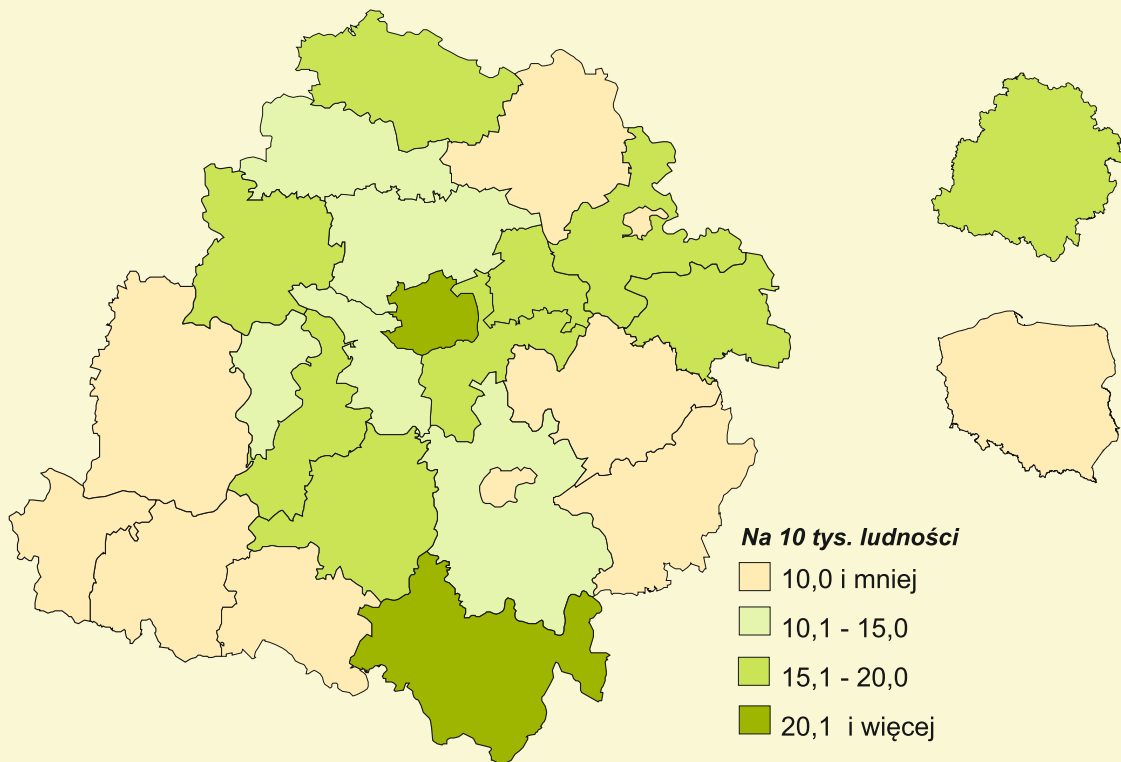 Na 10 tys. ludności
10,0 i mniej
10,1 - 15,0
15,1 - 20,0
20,1 i więcej